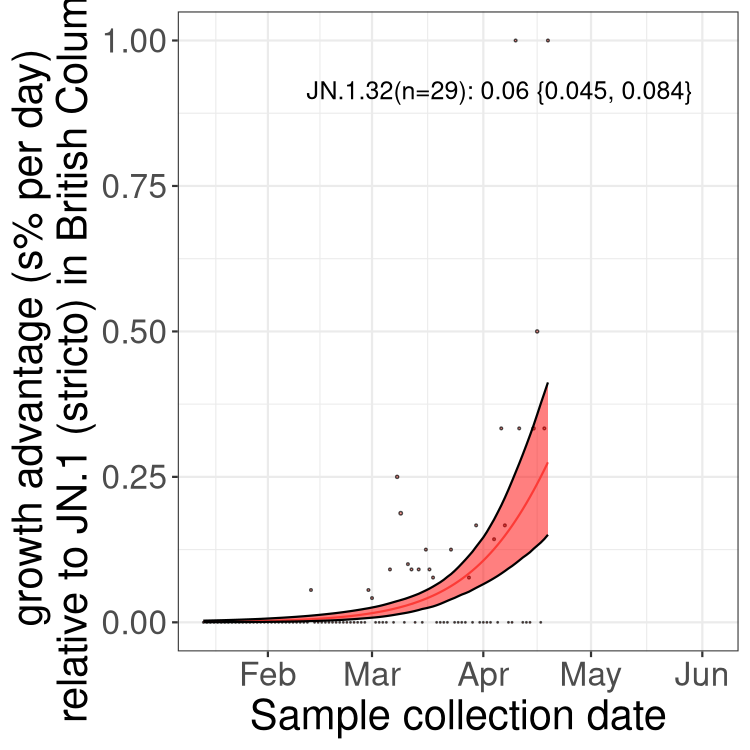 growth advantage (s% per day)
relative to JN.1 (stricto) in British Colum
1.00
0.75
0.50
0.25
0.00
JN.1.32(n=29): 0.06 {0.045, 0.084}
Feb Mar Apr May Jun
Sample collection date